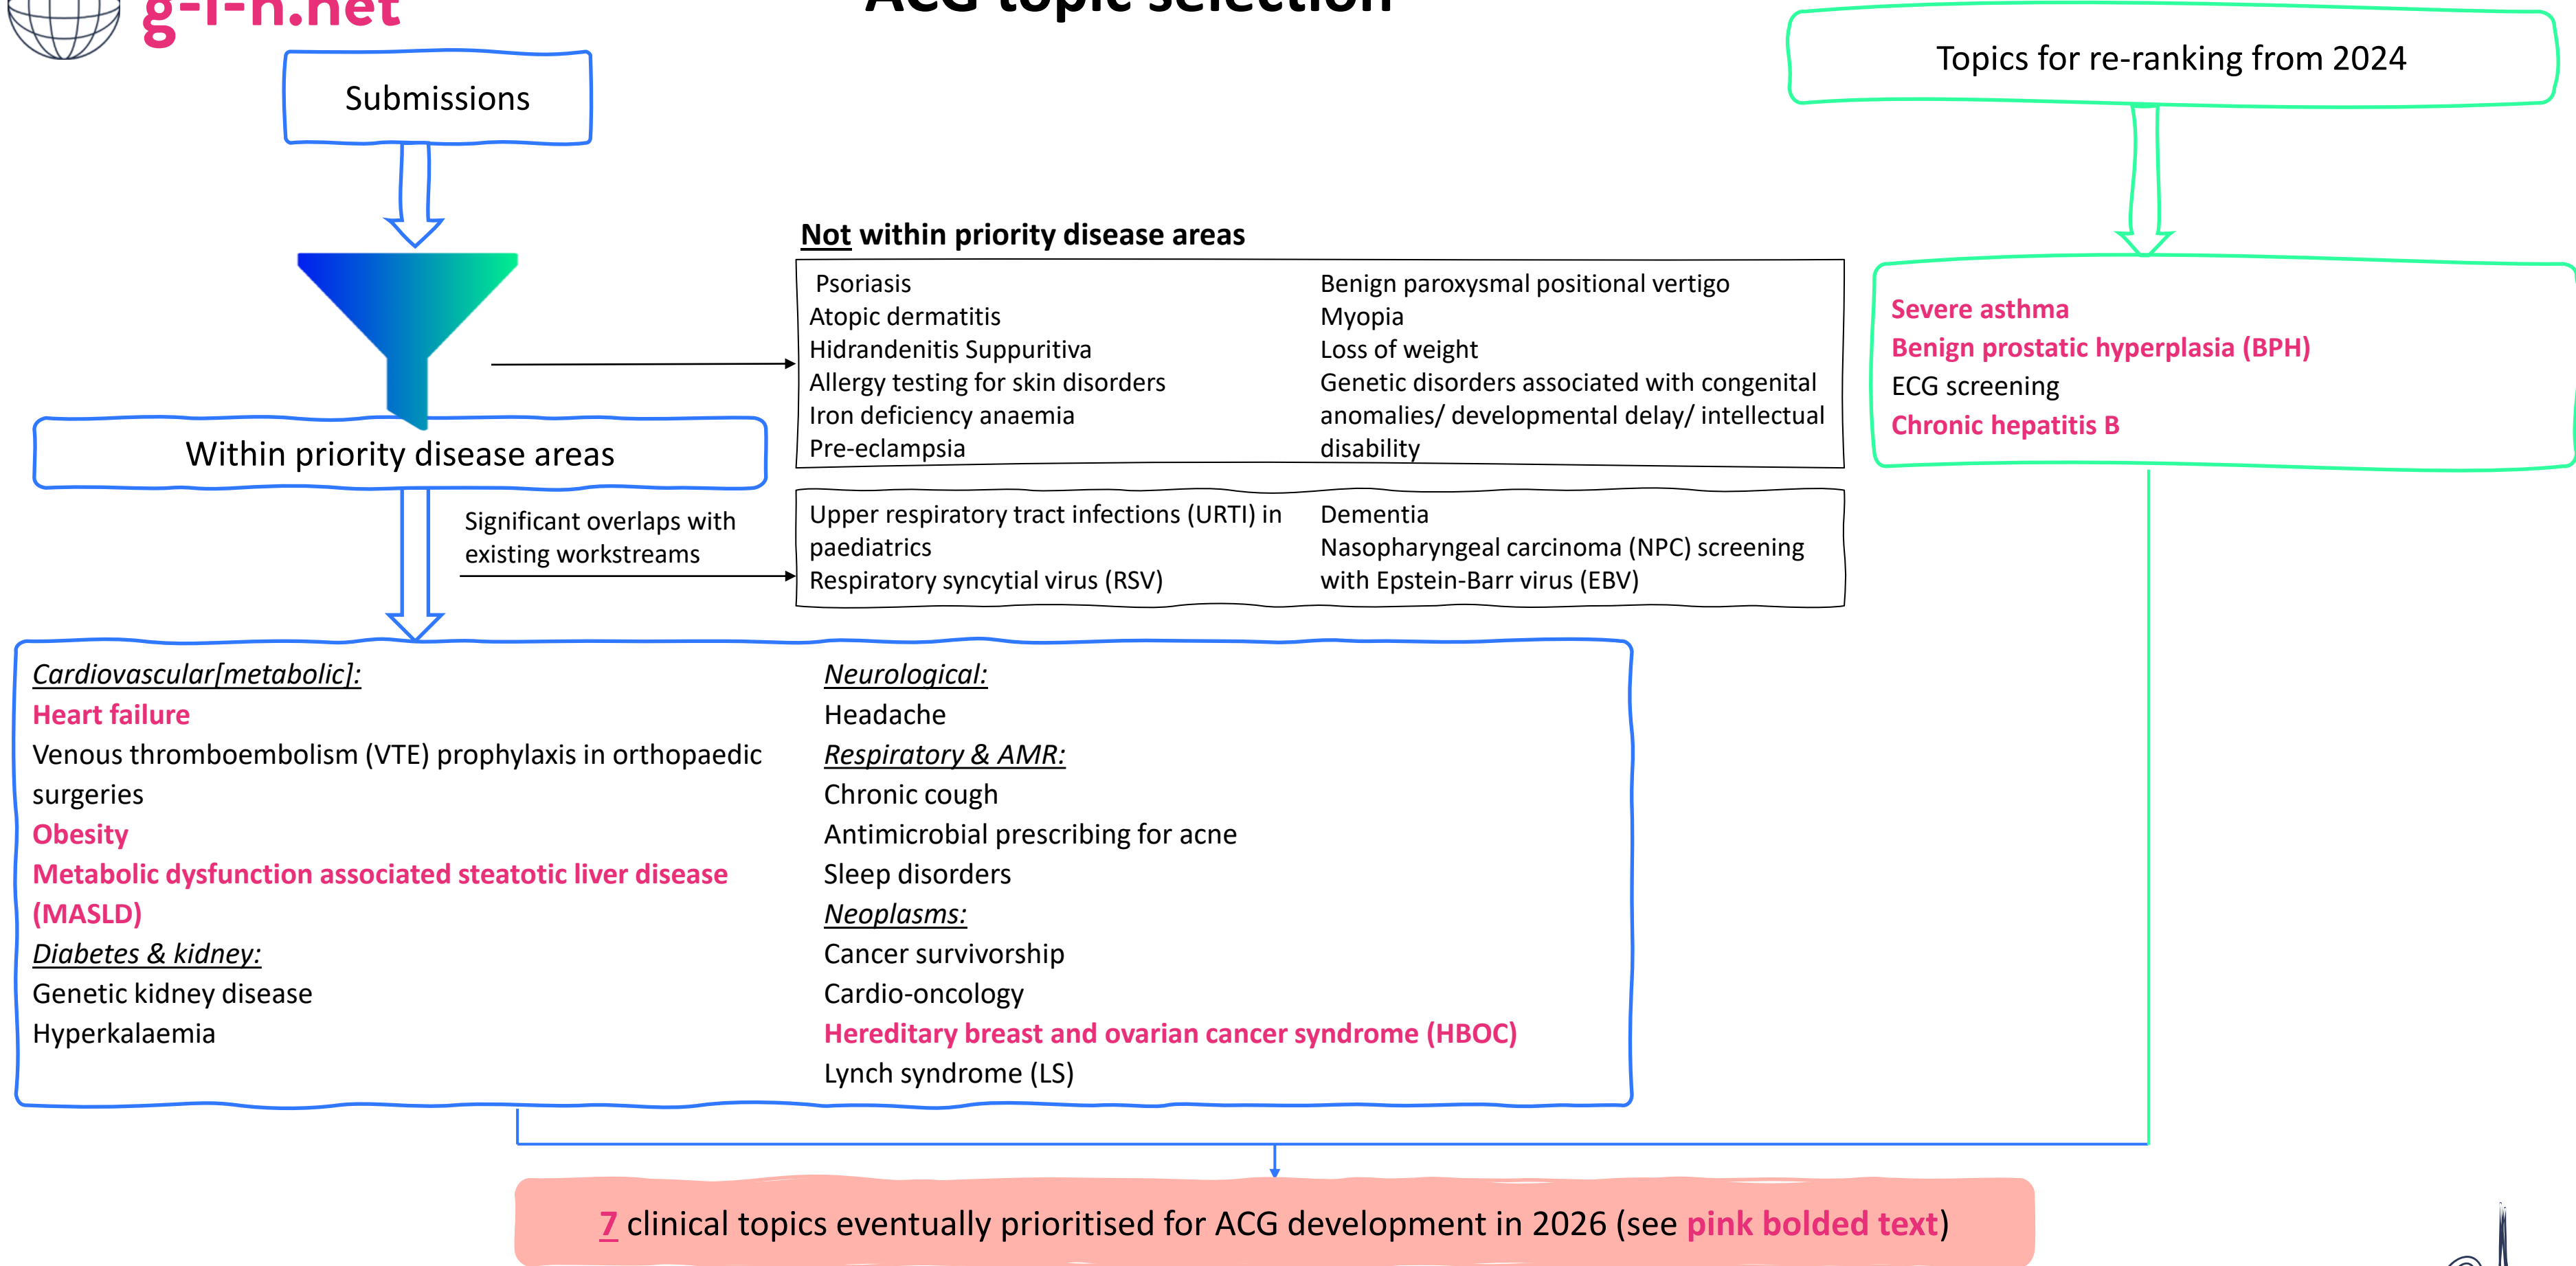 g-i-n.net
ACG topic selection
Submissions
Topics for re-ranking from 2024
Not within priority disease areas
Psoriasis
Atopic dermatitis
Hidrandenitis Suppuritiva
Allergy testing for skin disorders
Iron deficiency anaemia
Pre-eclampsia
Benign paroxysmal positional vertigo
Myopia
Loss of weight
Genetic disorders associated with congenital
anomalies/ developmental delay/ intellectual
disability
Severe asthma
Benign prostatic hyperplasia (BPH)
ECG screening
Chronic hepatitis B
Within priority disease areas
Significant overlaps with
existing workstreams
Upper respiratory tract infections (URTI) in
paediatrics
Respiratory syncytial virus (RSV)
Dementia
Nasopharyngeal carcinoma (NPC) screening
with Epstein-Barr virus (EBV)
Cardiovascular[metabolic]:
Heart failure
Venous thromboembolism (VTE) prophylaxis in orthopaedic
surgeries
Obesity
Metabolic dysfunction associated steatotic liver disease
(MASLD)
Diabetes & kidney:
Genetic kidney disease
Hyperkalaemia
Neurological:
Headache
Respiratory & AMR:
Chronic cough
Antimicrobial prescribing for acne
Sleep disorders
Neoplasms:
Cancer survivorship
Cardio-oncology
Hereditary breast and ovarian cancer syndrome (HBOC)
Lynch syndrome (LS)
7 clinical topics eventually prioritised for ACG development in 2026 (see pink bolded text)